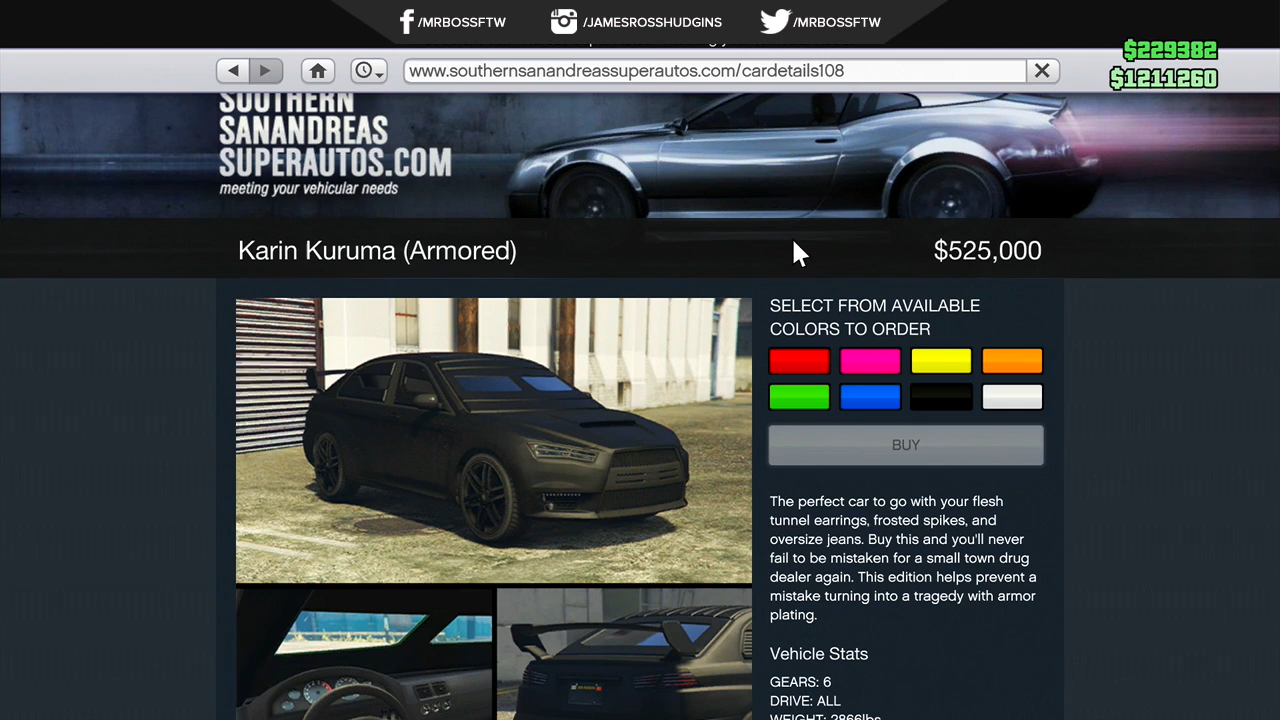 /MRBOSSFTW
/JAMESROSSHUDGINS
/MRBOSSFTW
$229382
$1211260
www.southernsanandreassuperautos.com/cardetails108
SOUTHERN
SANANDREAS
SUPERAUTOS.COM
meeting your vehicular needs
Karin Kuruma (Armored)
$525,000
SELECT FROM AVAILABLE
COLORS TO ORDER
BUY
The perfect car to go with your flesh
tunnel earrings, frosted spikes, and
oversize jeans. Buy this and you'll never
fail to be mistaken for a small town drug
dealer again. This edition helps prevent a
mistake turning into a tragedy with armor
plating.
Vehicle Stats
GEARS: 6
DRIVE: ALL
WEIGHT: 2866lbs